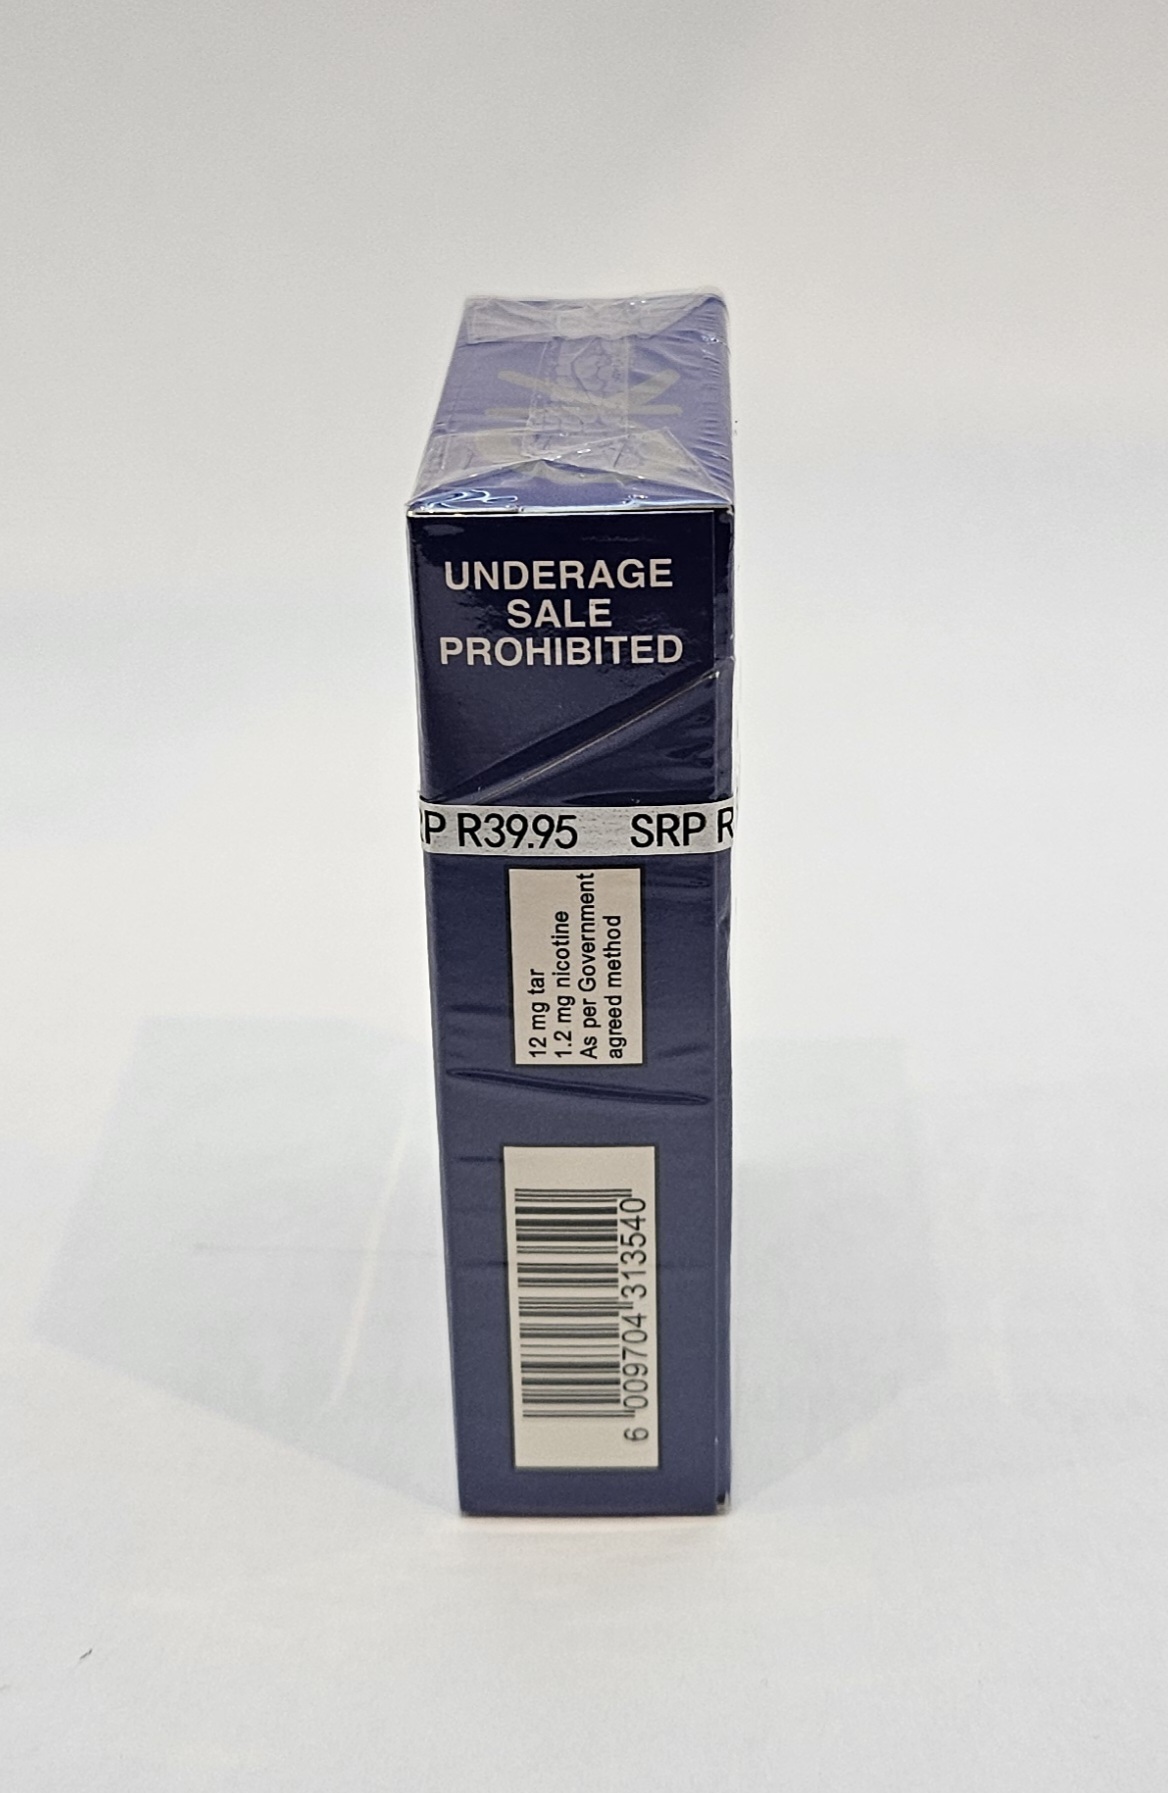 UNDERAGE
SALE
PROHIBITED
RP R39.95 SRP R
12 mg tar
1.2 mg nicotine
As per Government
agreed method
6 009704 313540